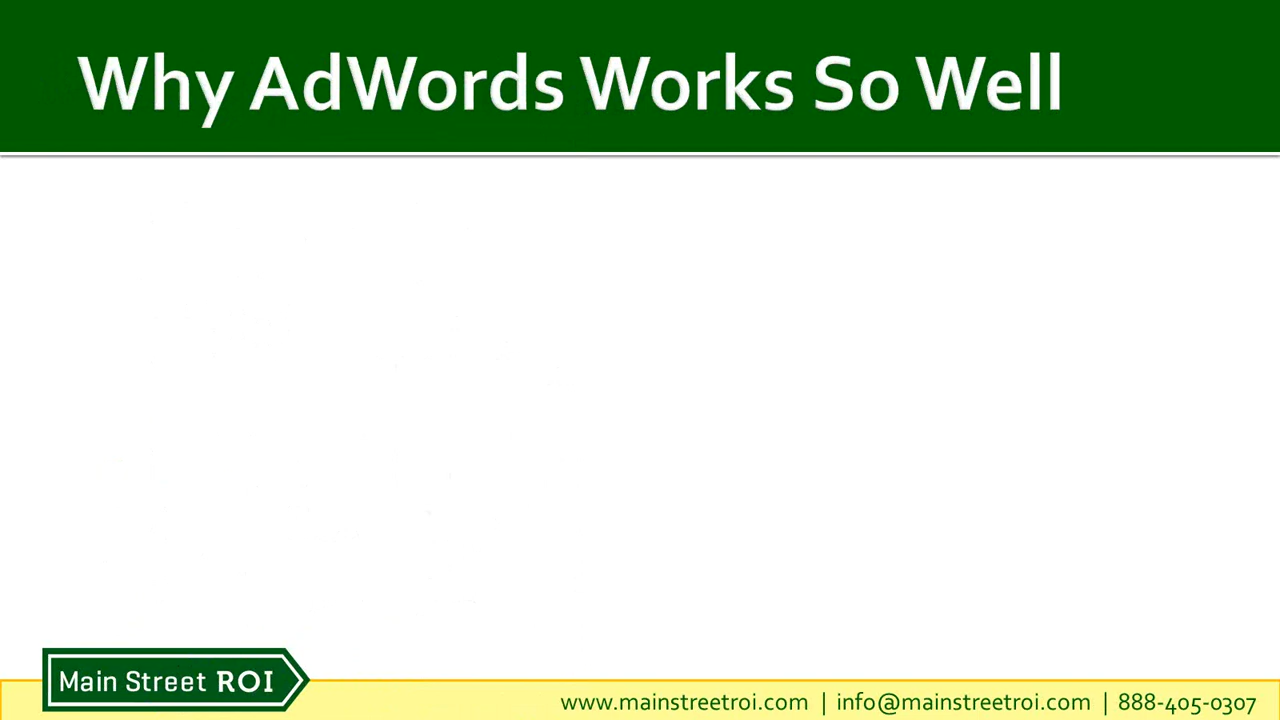 Why AdWords Works So Well
Main Street ROI
www.mainstreetroi.com | info@mainstreetroi.com | 888-405-0307